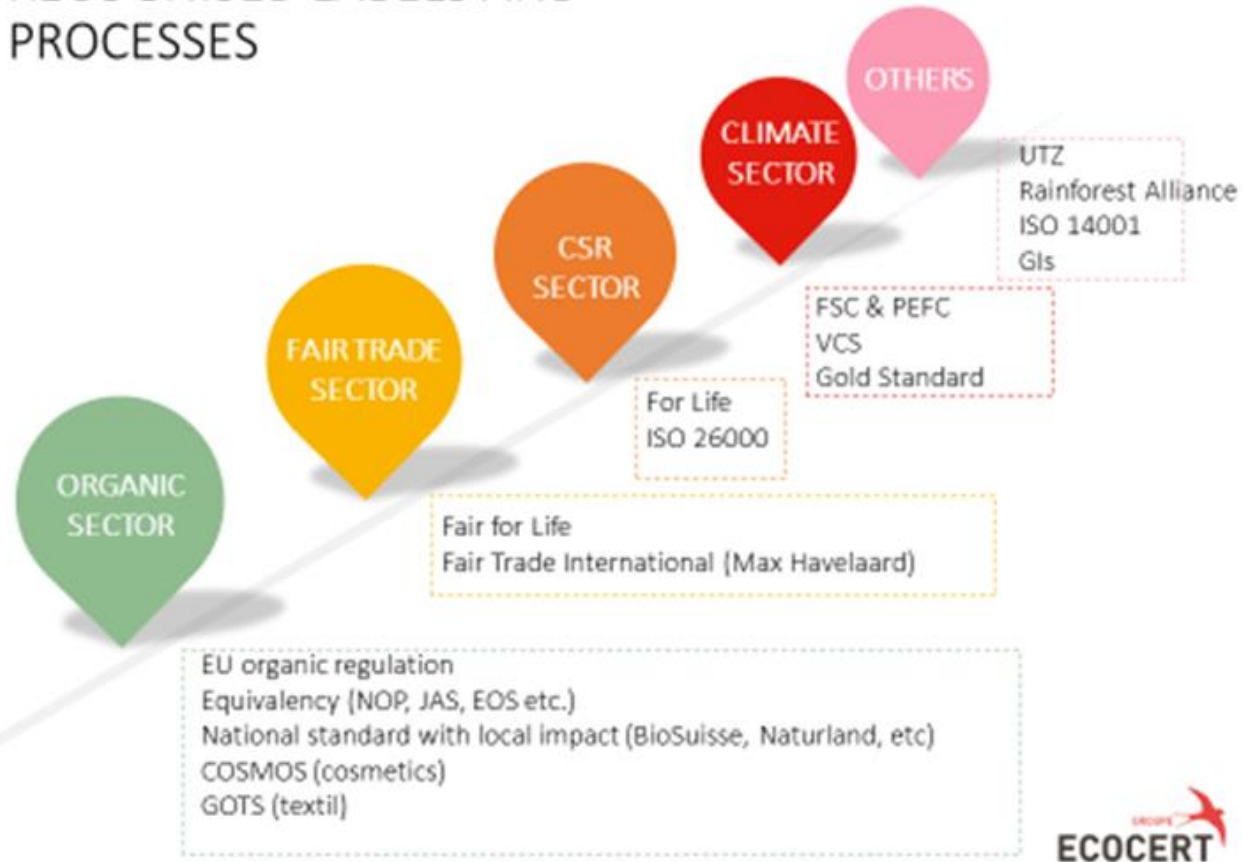 PROCESSES
OTHERS
CLIMATE
SECTOR
UTZ
Rainforest Alliance
ISO 14001
GIs
CSR
SECTOR
FSC & PEFC
VCS
Gold Standard
FAIR TRADE
SECTOR
For Life
ISO 26000
ORGANIC
SECTOR
Fair for Life
Fair Trade International (Max Havelaard)
EU organic regulation
Equivalency (NOP, JAS, EOS etc.)
National standard with local impact (BioSuisse, Naturland, etc)
COSMOS (cosmetics)
GOTS (textil)
GROUPE
ECOCERT